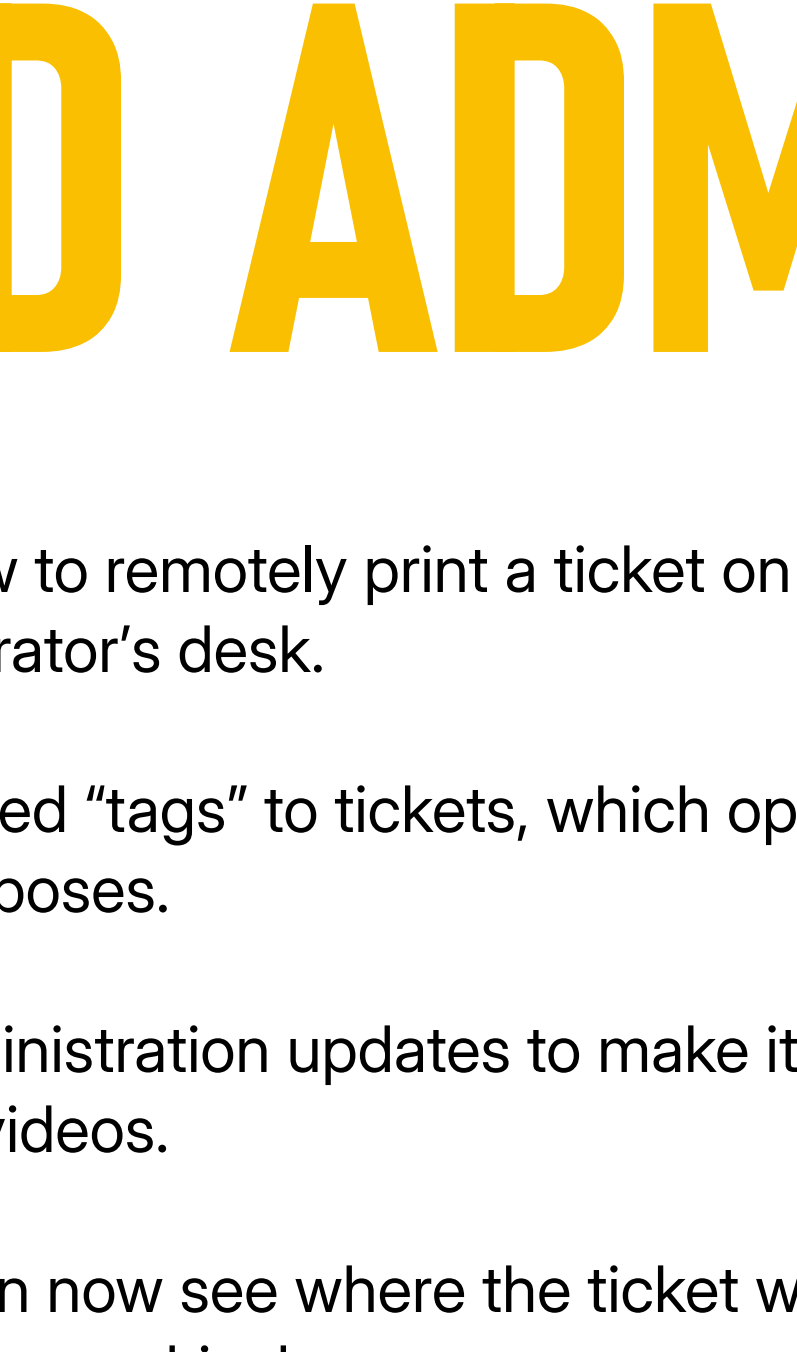 D ADM
w to remotely print a ticket on
rator’s desk.
ed “tags” to tickets, which op
poses.
inistration updates to make it
videos.
n now see where the ticket w